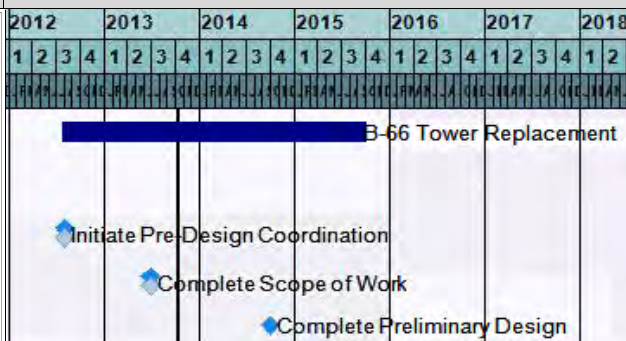 2012 2013 2014 2015 2016 2017 2018
1 2 3 4 1 2 3 4 1 2 3 4 1 2 3 4 1 2 3 4 1 2 3 4 1 2
B-66 Tower Replacement
Initiate Pre-Design Coordination
Complete Scope of Work
Complete Preliminary Design